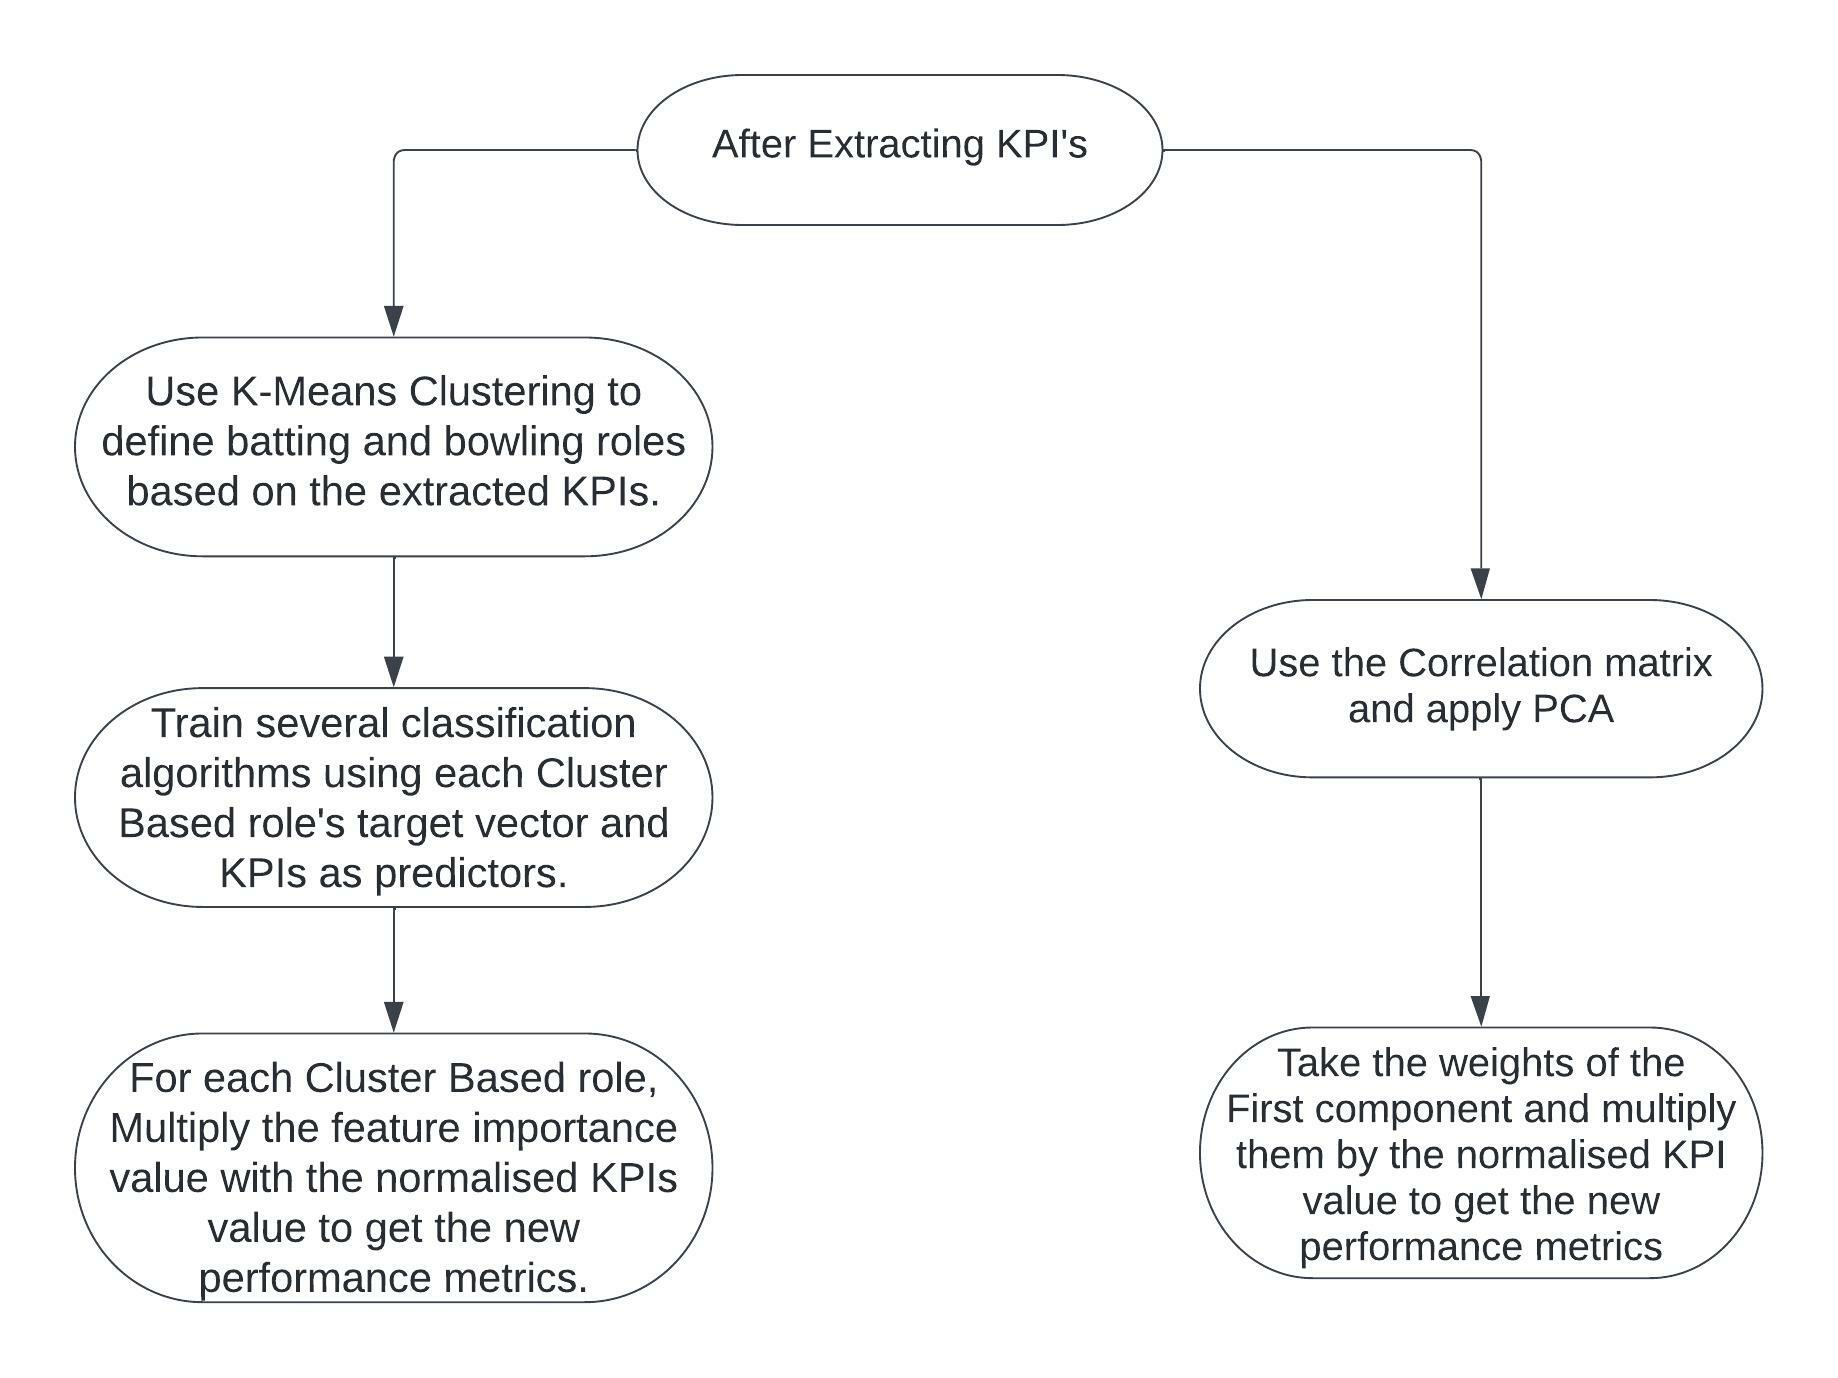 After Extracting KPI's
Use K-Means Clustering to
define batting and bowling roles
based on the extracted KPIs.
Train several classification
algorithms using each Cluster
Based role's target vector and
KPIs as predictors.
For each Cluster Based role,
Multiply the feature importance
value with the normalised KPIs
value to get the new
performance metrics.
Use the Correlation matrix
and apply PCA
Take the weights of the
First component and multiply
them by the normalised KPI
value to get the new
performance metrics